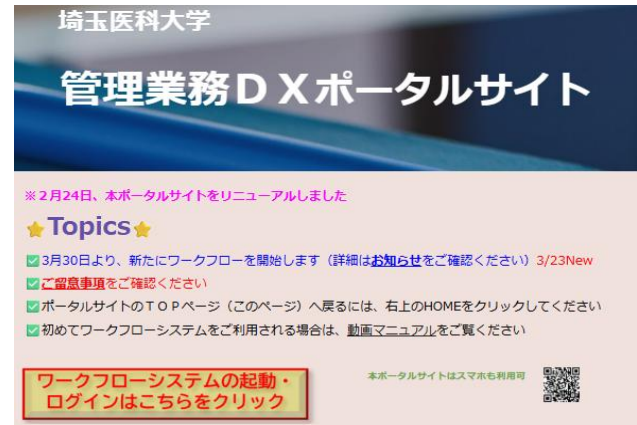 埼玉医科大学
管理業務ＤＸポータルサイト
※２月24日、本ポータルサイトをリニューアルしました
Topics
3月30日より、新たにワークフローを開始します（詳細はお知らせをご確認ください）3/23New
ご留意事項をご確認ください
ポータルサイトのＴＯＰページ（このページ）へ戻るには、右上のHOMEをクリックしてください
初めてワークフローシステムをご利用される場合は、動画マニュアルをご覧ください
ワークフローシステムの起動・
ログインはこちらをクリック
本ポータルサイトはスマホも利用可